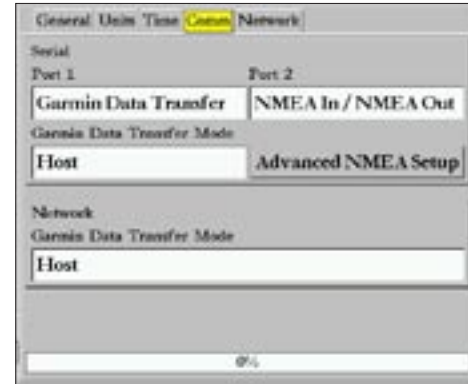 General Units Time Comm Network
Serial
Port 1 Port 2
Garmin Data Transfer NMEA In / NMEA Out
Garmin Data Transfer Mode
Host Advanced NMEA Setup
Network
Garmin Data Transfer Mode
Host
0%